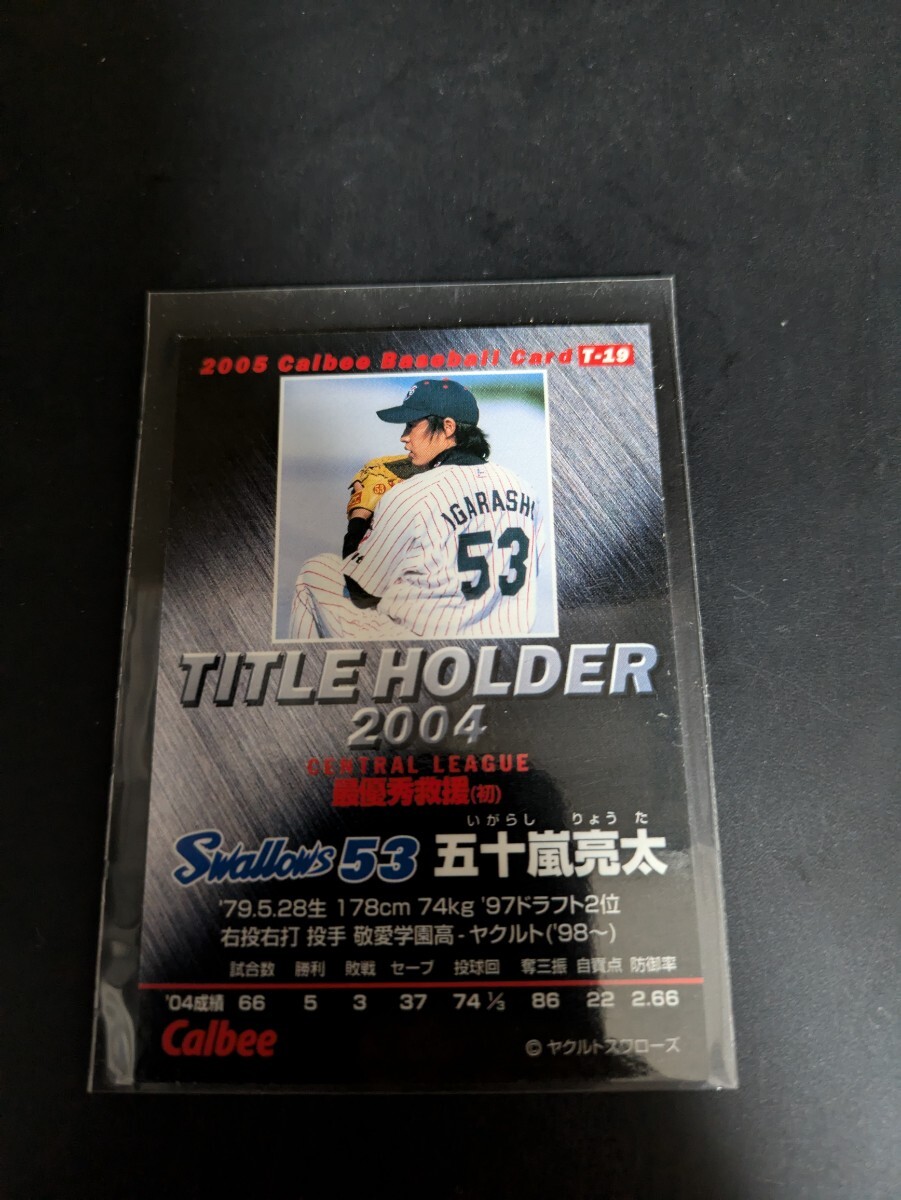 2005 Calbee Baseball Card T-19
IGARASHI
53
TITLE HOLDER
2004
CENTRAL LEAGUE
最優秀救援(初)
いがらし りょうた
Swallows 53 五十嵐亮太
'79.5.28生 178cm 74kg '97ドラフト2位
右投右打 投手 敬愛学園高-ヤクルト('98～)
試合数 勝利 敗戦 セーブ 投球回 奪三振 自責点 防御率
'04成績 66 5 3 37 74 1/3 86 22 2.66
Calbee ©ヤクルトスワローズ